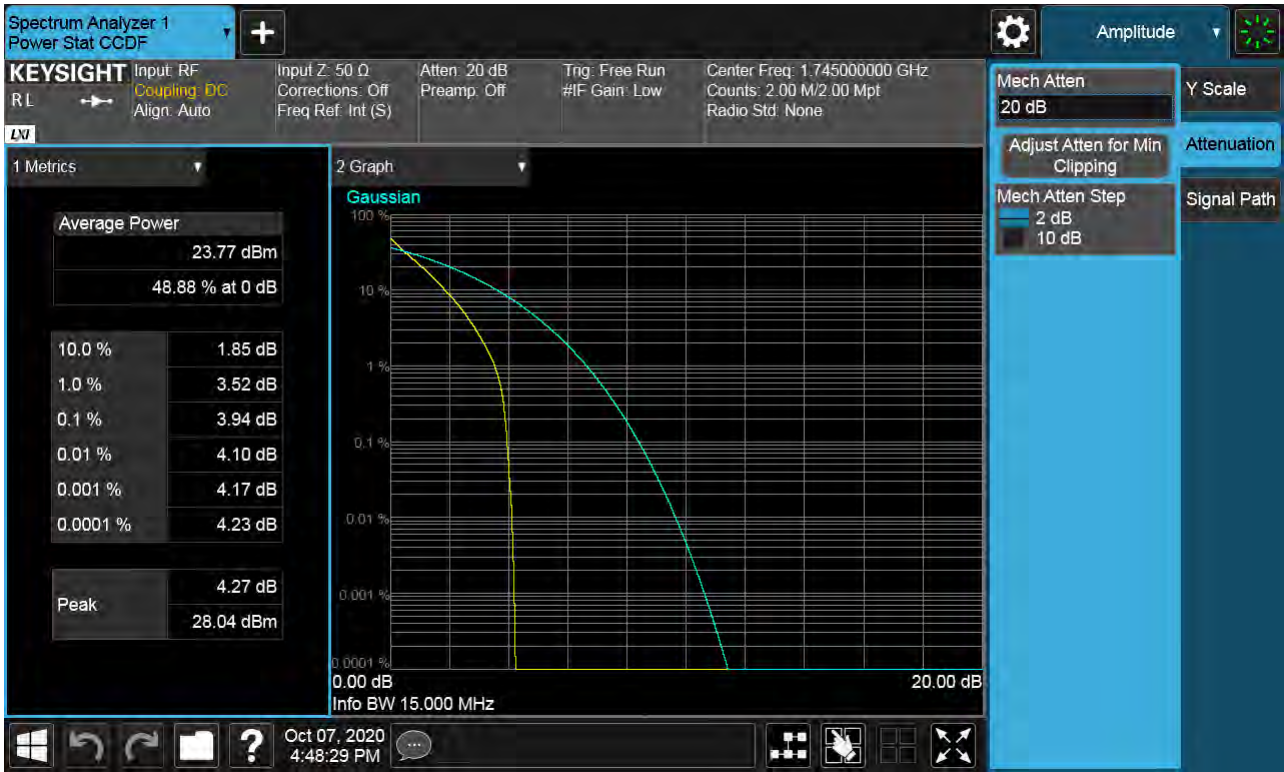 Spectrum Analyzer 1
Power Stat CCDF
+
Amplitude
KEYSIGHT
RL
LXI
Input: RF
Coupling: DC
Align: Auto
Input Z: 50 Ω
Corrections: Off
Freq Ref: Int (S)
Atten: 20 dB
Preamp: Off
Trig: Free Run
#IF Gain: Low
Center Freq: 1.745000000 GHz
Counts: 2.00 M/2.00 Mpt
Radio Std: None
Mech Atten
20 dB
Adjust Atten for Min
Clipping
Mech Atten Step
2 dB
10 dB
Y Scale
Attenuation
Signal Path
1 Metrics
Average Power
23.77 dBm
48.88 % at 0 dB
10.0 % 1.85 dB
1.0 % 3.52 dB
0.1 % 3.94 dB
0.01 % 4.10 dB
0.001 % 4.17 dB
0.0001 % 4.23 dB
Peak
4.27 dB
28.04 dBm
2 Graph
Gaussian
100 %
10 %
1 %
0.1 %
0.01 %
0.001 %
0.0001 %
0.00 dB 20.00 dB
Info BW 15.000 MHz
?
Oct 07, 2020
4:48:29 PM